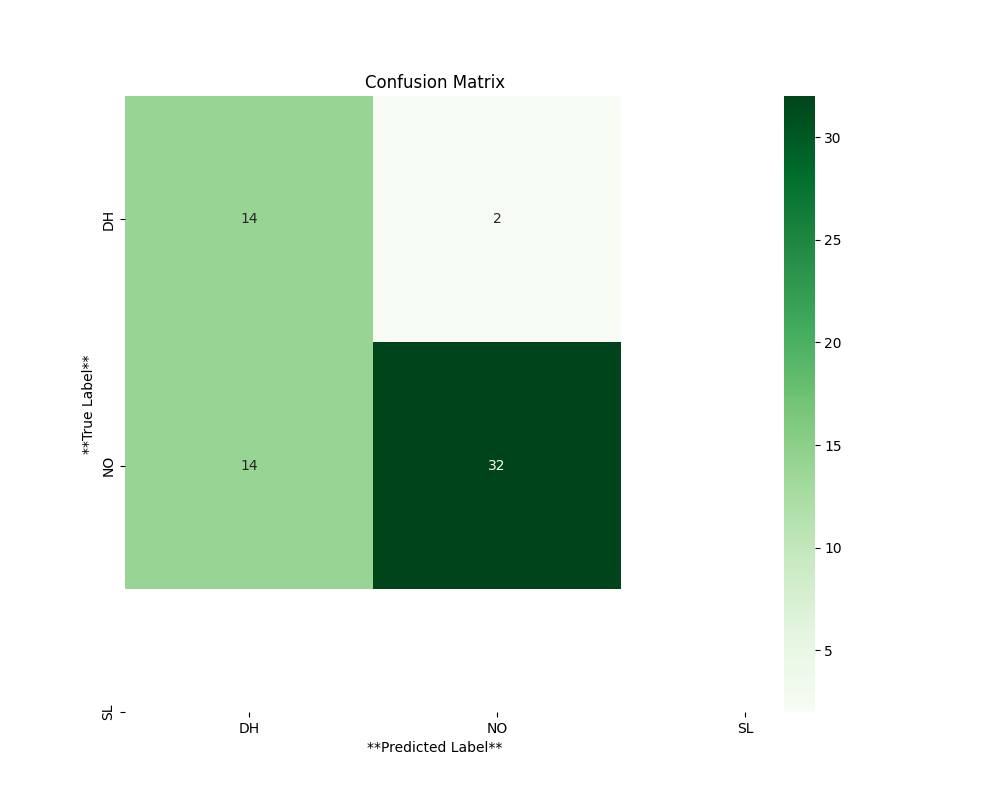 Confusion Matrix
**True Label**
DH
14
2
NO
14
32
SL
DH
NO
SL
**Predicted Label**
30
25
20
15
10
5